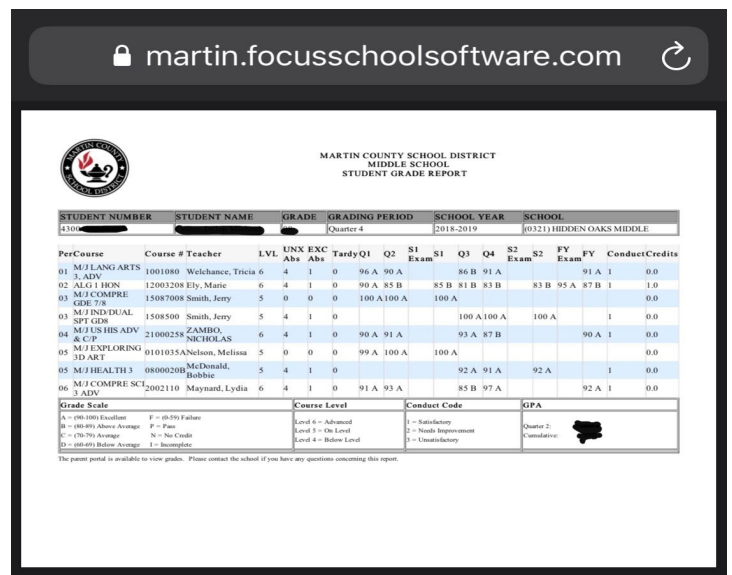 martin.focusschoolsoftware.com
MARTIN COUNTY
SCHOOL DISTRICT
MARTIN COUNTY SCHOOL DISTRICT
MIDDLE SCHOOL
STUDENT GRADE REPORT
STUDENT NUMBER STUDENT NAME GRADE GRADING PERIOD SCHOOL YEAR SCHOOL
4300 Quarter 4 2018-2019 (0321) HIDDEN OAKS MIDDLE
Per Course Course # Teacher LVL UNX Abs EXC Abs Tardy Q1 Q2 S1 Exam S1 Q3 Q4 S2 Exam S2 FY Exam FY Conduct Credits
01 M/J LANG ARTS 3, ADV 1001080 Welchance, Tricia 6 4 1 0 96 A 90 A 86 B 91 A 91 A 1 0.0
02 ALG 1 HON 12003208 Ely, Marie 6 4 1 0 90 A 85 B 85 B 81 B 83 B 83 B 95 A 87 B 1 1.0
03 M/J COMPRE GDE 7/8 15087008 Smith, Jerry 5 0 0 0 100 A 100 A 100 A 0.0
03 M/J IND/DUAL SPT GD8 1508500 Smith, Jerry 5 4 1 0 100 A 100 A 100 A 1 0.0
04 M/J US HIS ADV & C/P 21000258 ZAMBO, NICHOLAS 6 4 1 0 90 A 91 A 93 A 87 B 90 A 1 0.0
05 M/J EXPLORING 3D ART 0101035A Nelson, Melissa 5 0 0 0 99 A 100 A 100 A 0.0
05 M/J HEALTH 3 0800020B McDonald, Bobbie 5 4 1 0 92 A 91 A 92 A 1 0.0
06 M/J COMPRE SCI 3 ADV 2002110 Maynard, Lydia 6 4 1 0 91 A 93 A 85 B 97 A 92 A 1 0.0
Grade Scale Course Level Conduct Code GPA
A = (90-100) Excellent F = (0-59) Failure
B = (80-89) Above Average P = Pass Level 6 = Advanced 1 = Satisfactory Quarter 2:
C = (70-79) Average N = No Credit Level 5 = On Level 2 = Needs Improvement Cumulative:
D = (60-69) Below Average I = Incomplete Level 4 = Below Level 3 = Unsatisfactory
The parent portal is available to view grades. Please contact the school if you have any questions concerning this report.